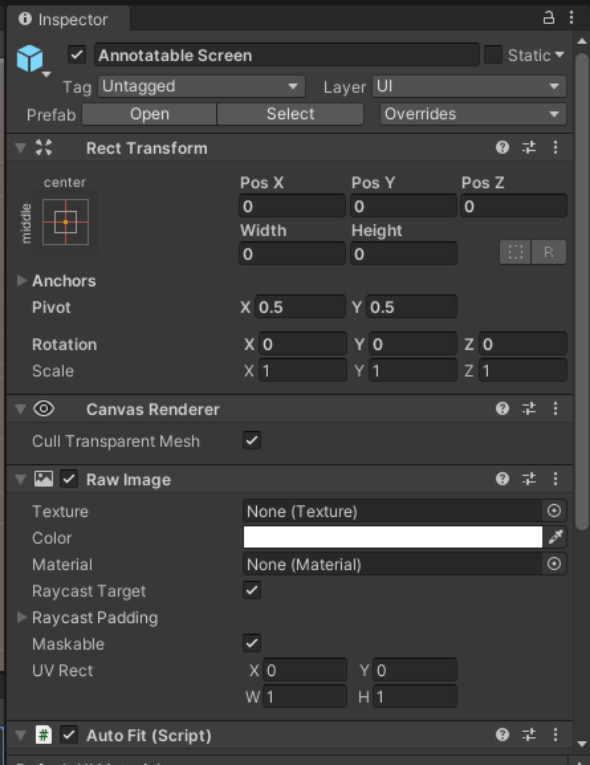 Inspector
Annotatable Screen
Static
Tag Untagged Layer UI
Prefab Open Select Overrides
Rect Transform
center
middle
Pos X Pos Y Pos Z
0 0 0
Width Height
0 0
R
Anchors
Pivot X 0.5 Y 0.5
Rotation X 0 Y 0 Z 0
Scale X 1 Y 1 Z 1
Canvas Renderer
Cull Transparent Mesh
Raw Image
Texture None (Texture)
Color
Material None (Material)
Raycast Target
Raycast Padding
Maskable
UV Rect X 0 Y 0
W 1 H 1
# Auto Fit (Script)